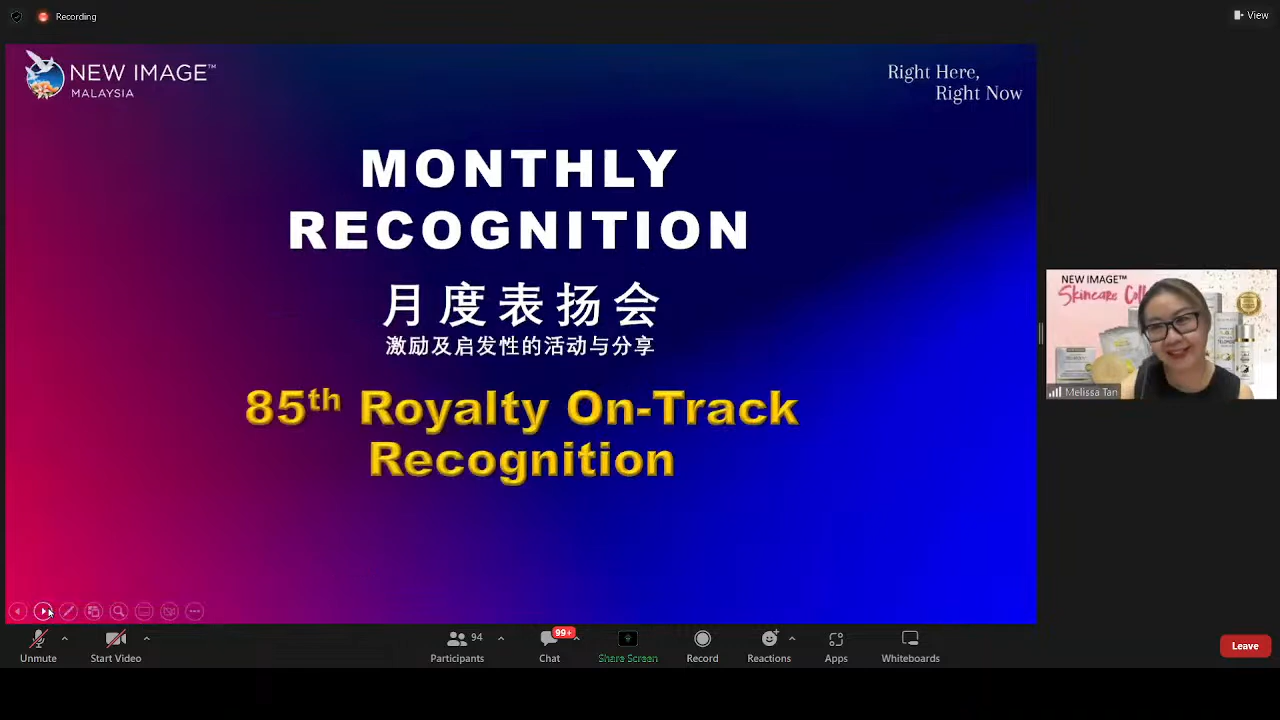 Recording
View
NEW IMAGE™
MALAYSIA
Right Here,
Right Now
MONTHLY
RECOGNITION
月度表扬会
激励及启发性的活动与分享
85th Royalty On-Track
Recognition
NEW IMAGE™
Skincare Coll
Melissa Tan
Unmute
Start Video
94
Participants
99+
Chat
Share Screen
Record
Reactions
Apps
Whiteboards
Leave